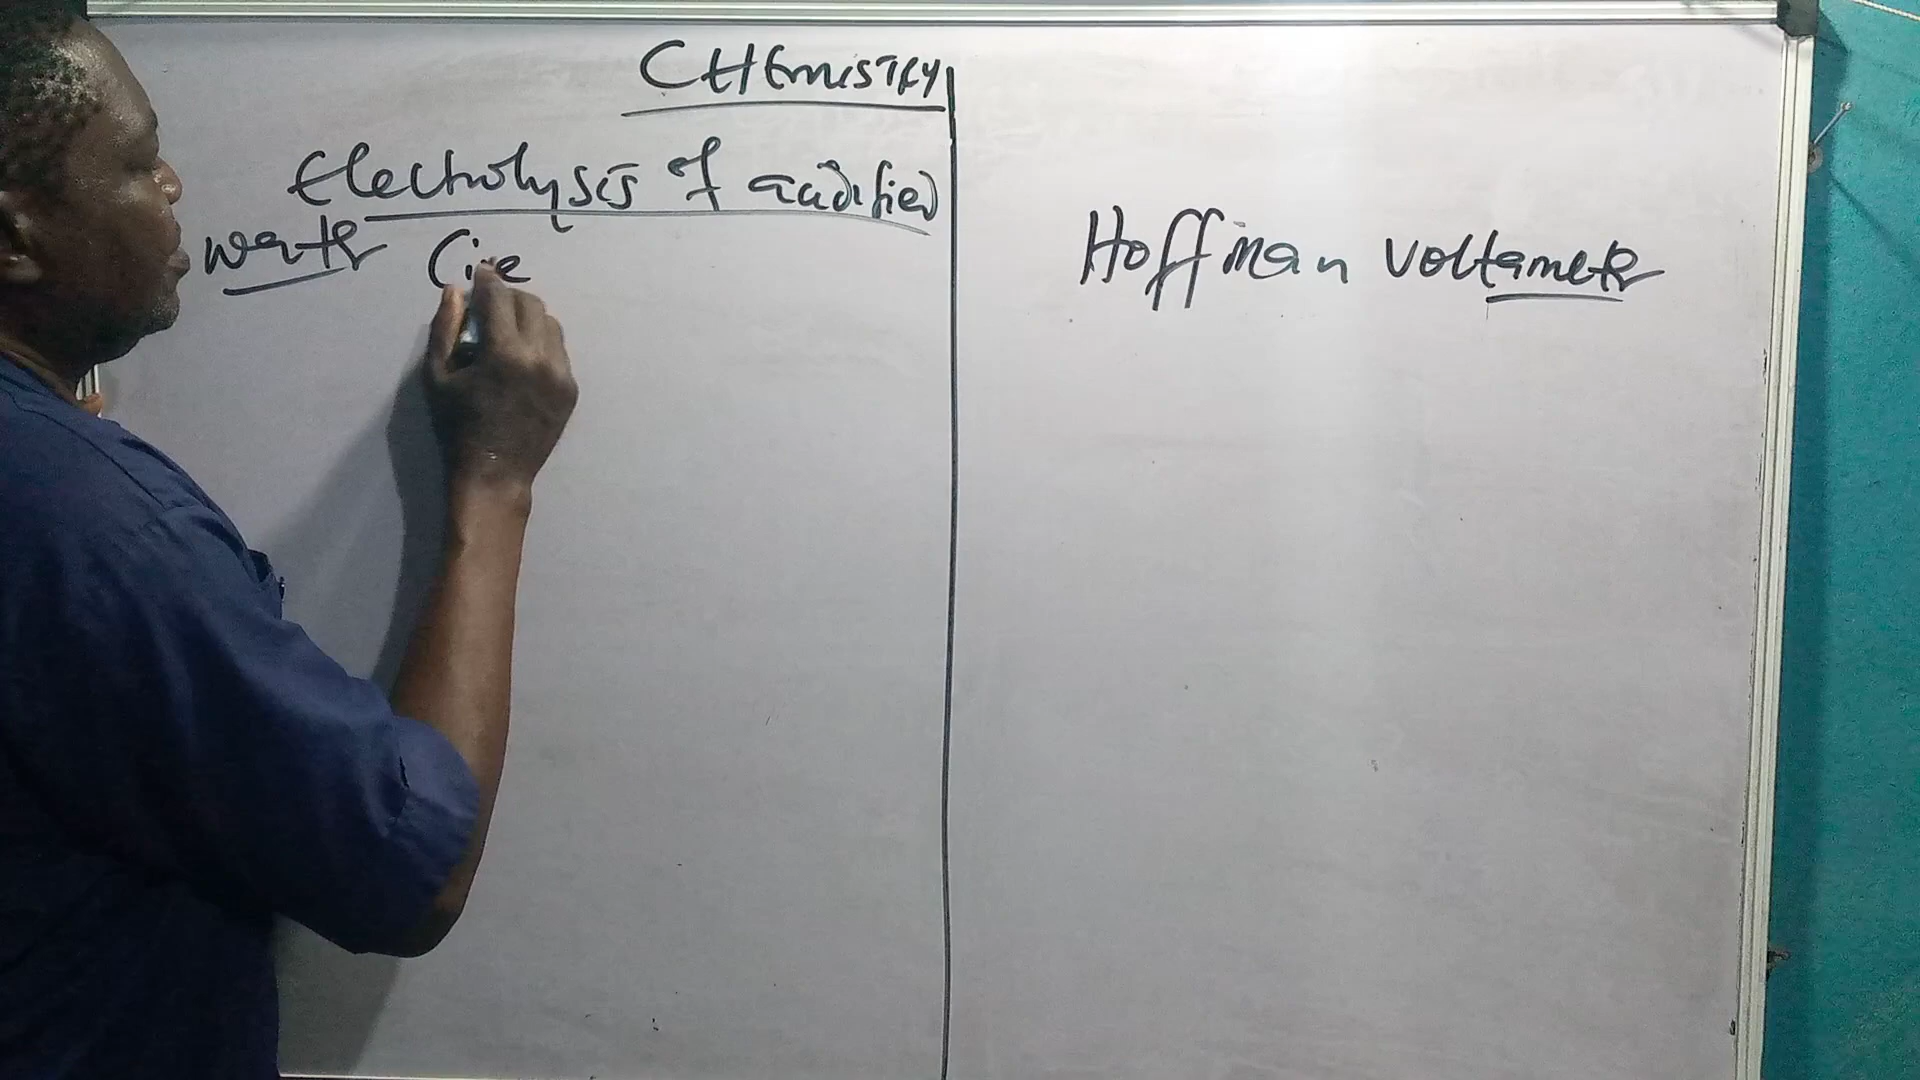 CHEMISTRY
Electrolysis of acidified
water (i.e
Hoffman voltameter